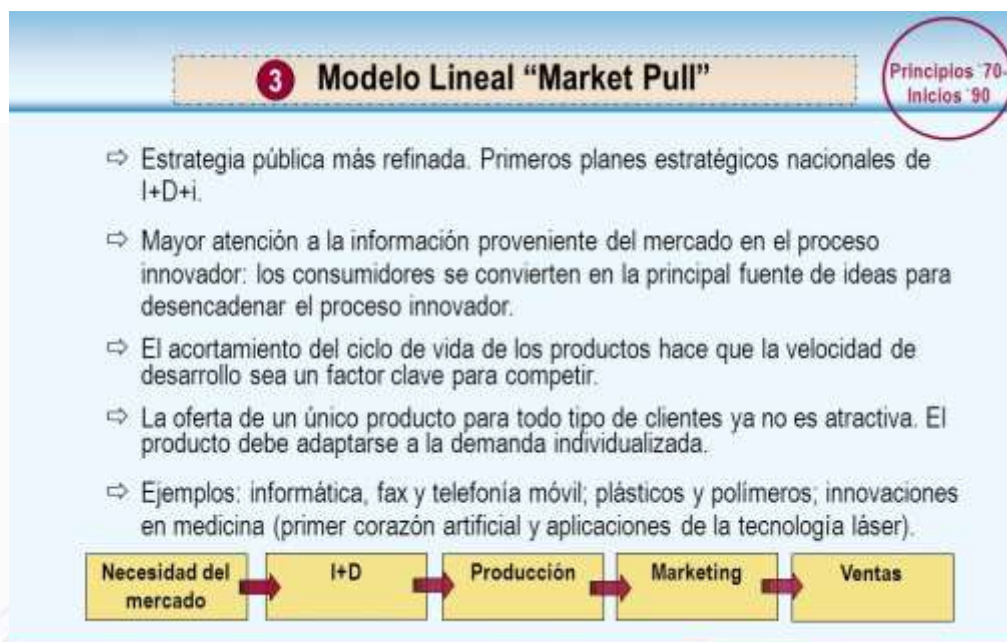 3 Modelo Lineal “Market Pull”
Principios ´70-
Inicios ´90
⇨ Estrategia pública más refinada. Primeros planes estratégicos nacionales de
I+D+i.
⇨ Mayor atención a la información proveniente del mercado en el proceso
innovador: los consumidores se convierten en la principal fuente de ideas para
desencadenar el proceso innovador.
⇨ El acortamiento del ciclo de vida de los productos hace que la velocidad de
desarrollo sea un factor clave para competir.
⇨ La oferta de un único producto para todo tipo de clientes ya no es atractiva. El
producto debe adaptarse a la demanda individualizada.
⇨ Ejemplos: informática, fax y telefonía móvil; plásticos y polímeros; innovaciones
en medicina (primer corazón artificial y aplicaciones de la tecnología láser).
Necesidad del
mercado
I+D
Producción
Marketing
Ventas